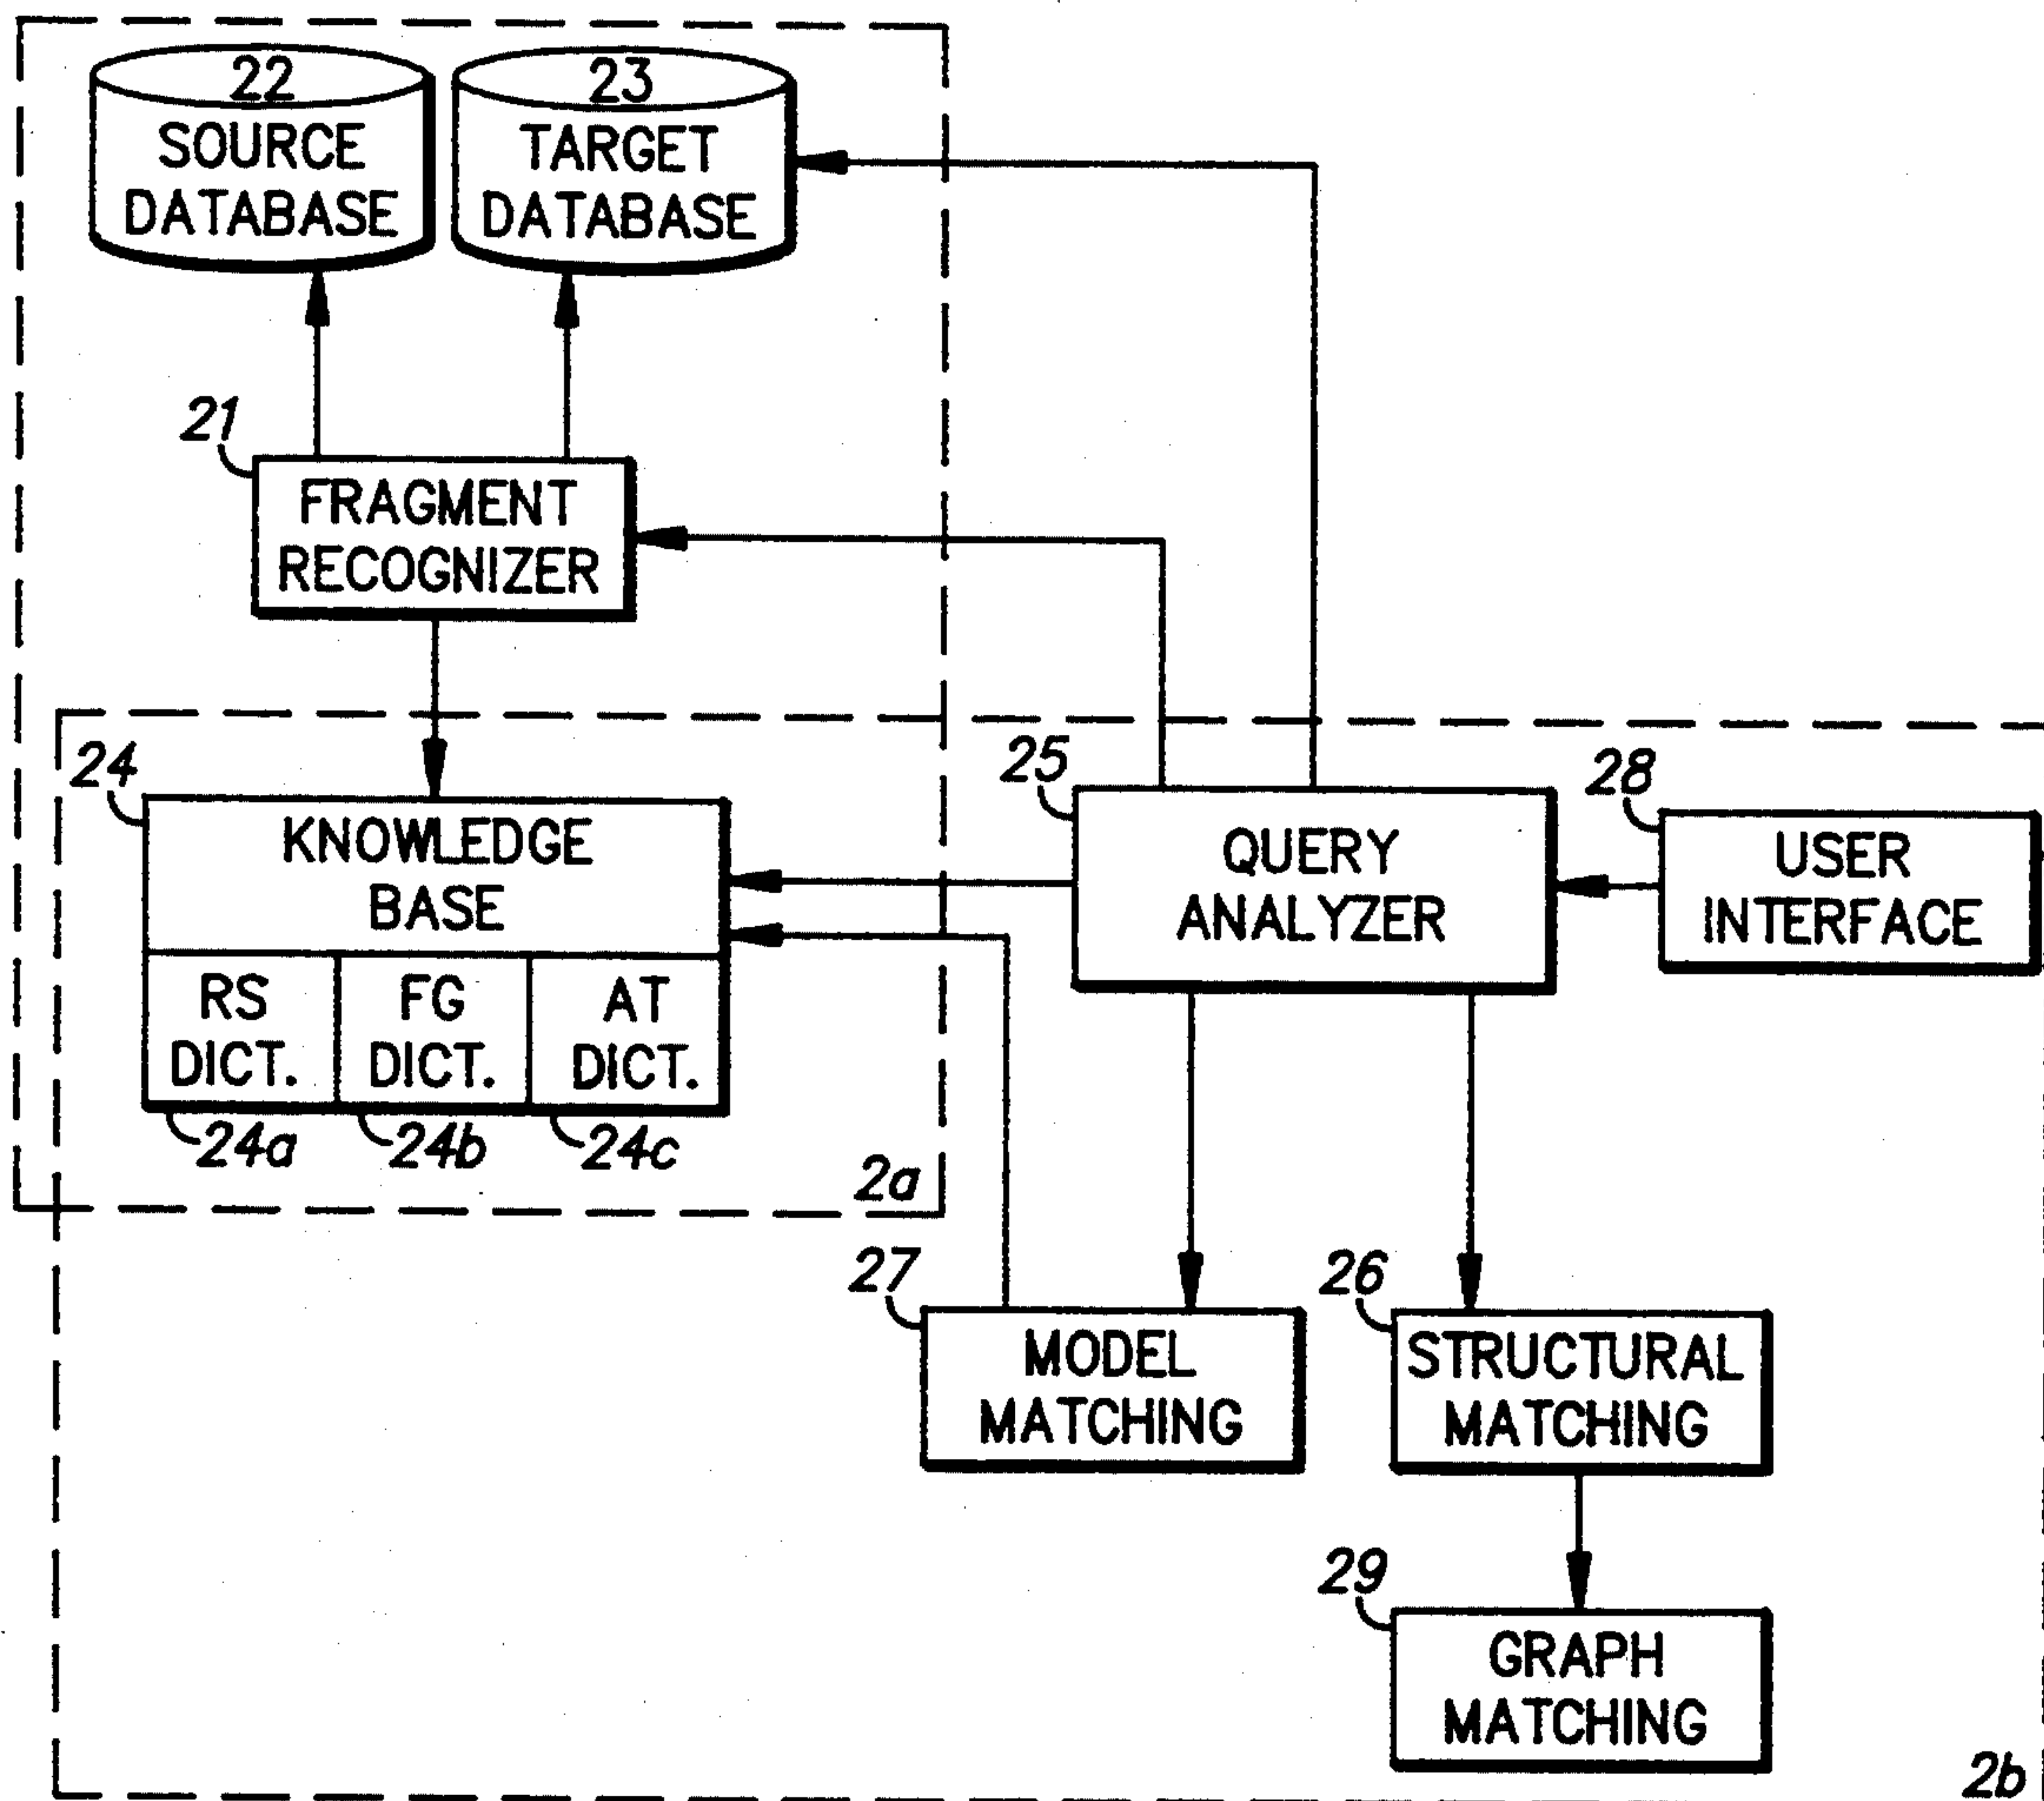 22
SOURCE
DATABASE
23
TARGET
DATABASE
21
FRAGMENT
RECOGNIZER
24
KNOWLEDGE
BASE
RS
DICT.
FG
DICT.
AT
DICT.
24a
24b
24c
2a
25
QUERY
ANALYZER
28
USER
INTERFACE
27
MODEL
MATCHING
26
STRUCTURAL
MATCHING
29
GRAPH
MATCHING
2b